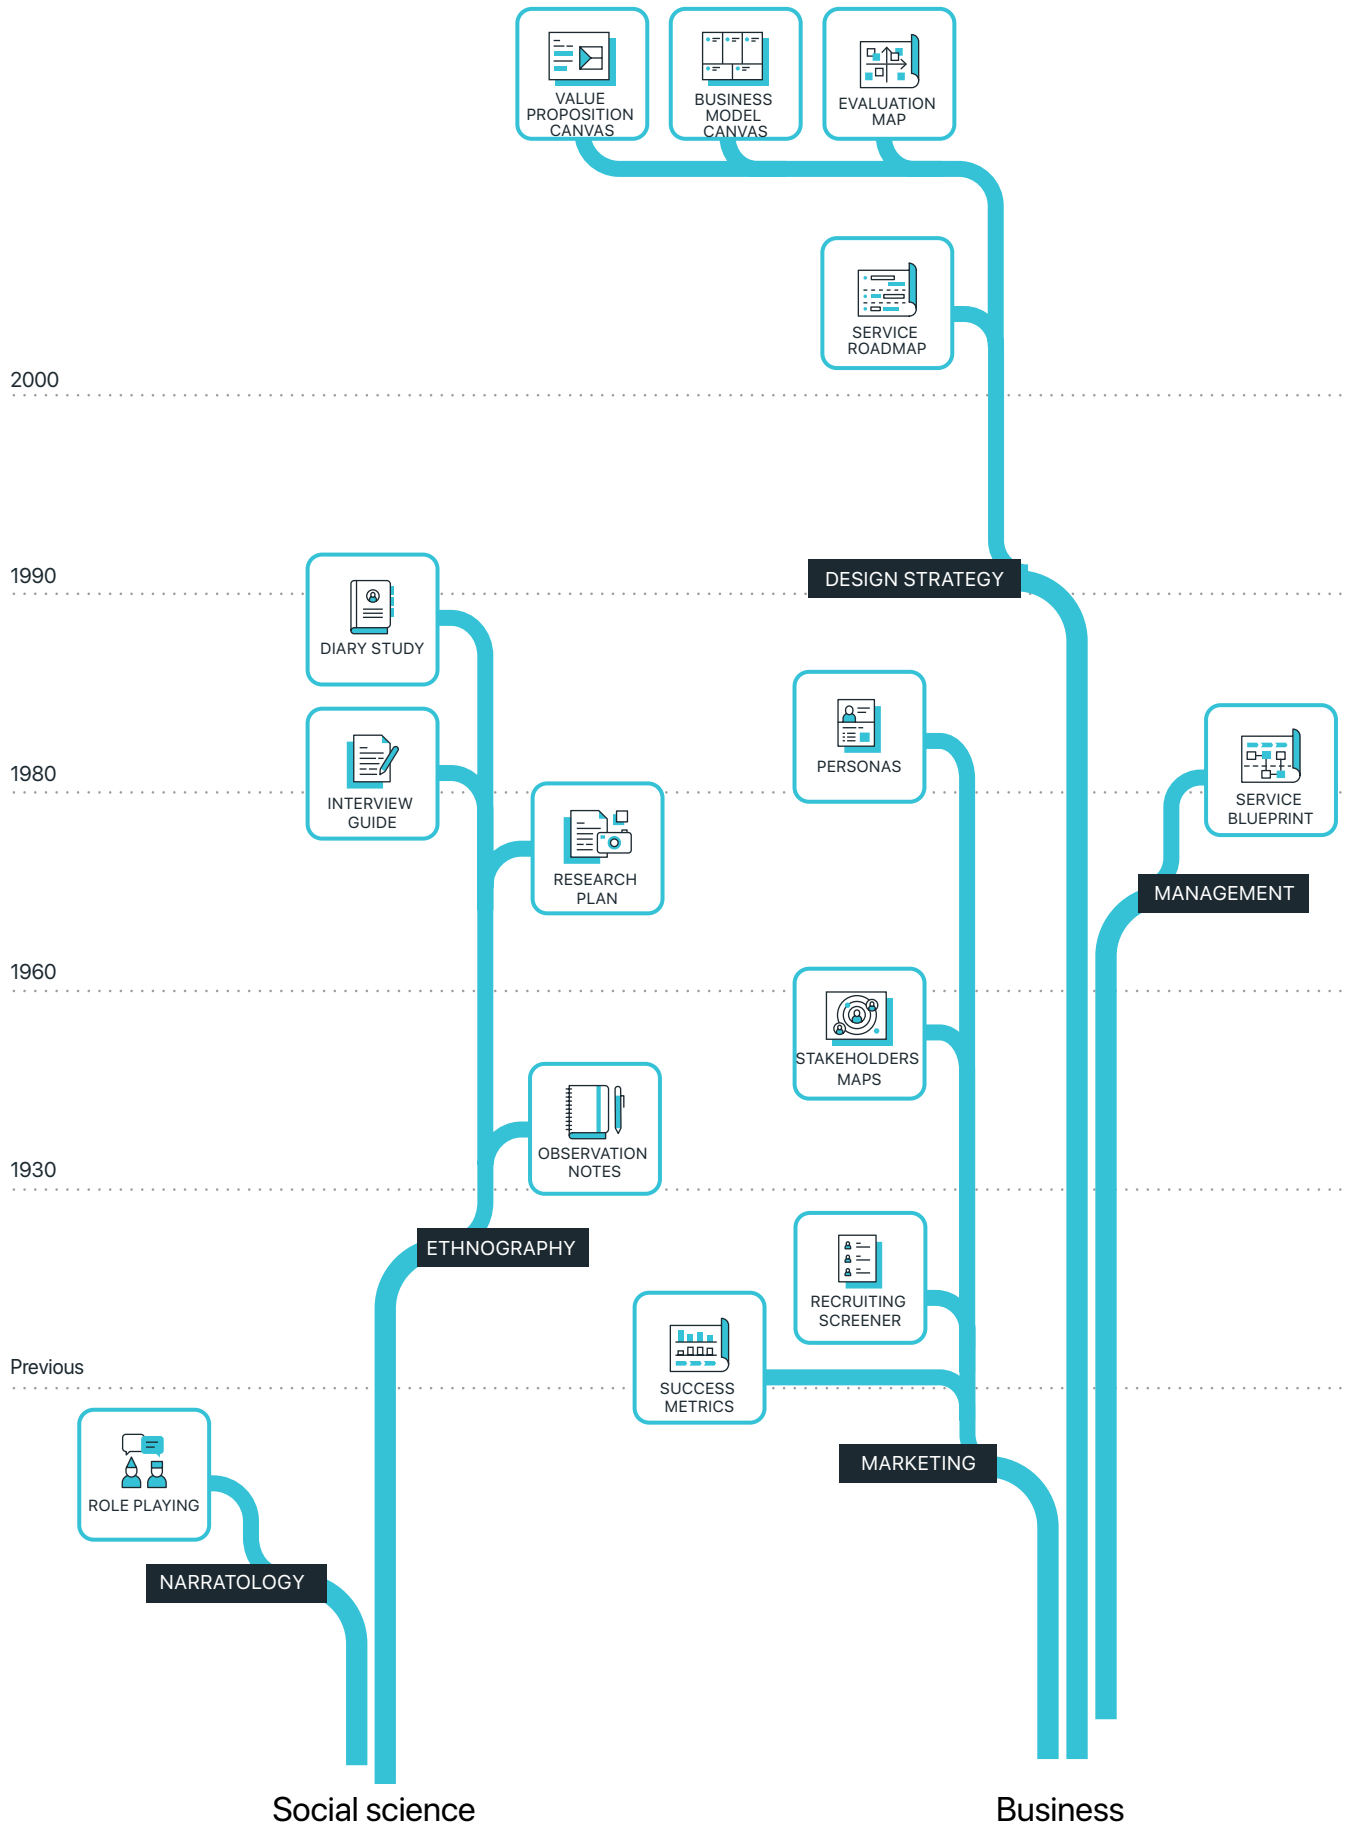 VALUE
PROPOSITION
CANVAS
BUSINESS
MODEL
CANVAS
EVALUATION
MAP
SERVICE
ROADMAP
2000
1990
DESIGN STRATEGY
DIARY STUDY
PERSONAS
1980
INTERVIEW
GUIDE
SERVICE
BLUEPRINT
RESEARCH
PLAN
MANAGEMENT
1960
STAKEHOLDERS
MAPS
OBSERVATION
NOTES
1930
ETHNOGRAPHY
RECRUITING
SCREENER
Previous
SUCCESS
METRICS
MARKETING
ROLE PLAYING
NARRATOLOGY
Social science
Business